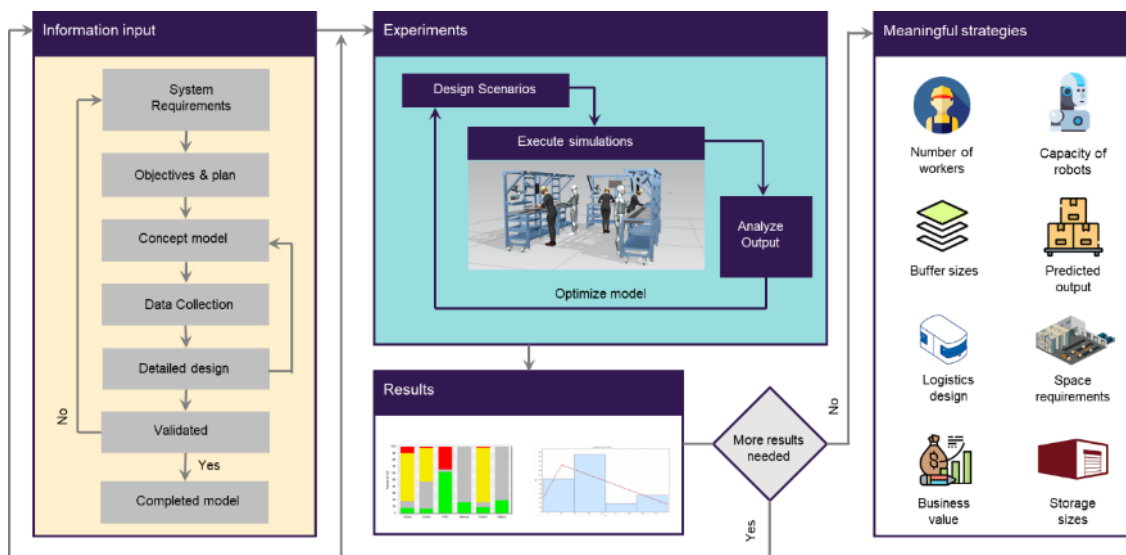 Information input
System
Requirements
Objectives & plan
Concept model
Data Collection
Detailed design
No
Validated
Yes
Completed model
Experiments
Design Scenarios
Execute simulations
Analyze
Output
Optimize model
Results
More results
needed
No
Yes
Meaningful strategies
Number of
workers
Capacity of
robots
Buffer sizes
Predicted
output
Logistics
design
Space
requirements
Business
value
Storage
sizes